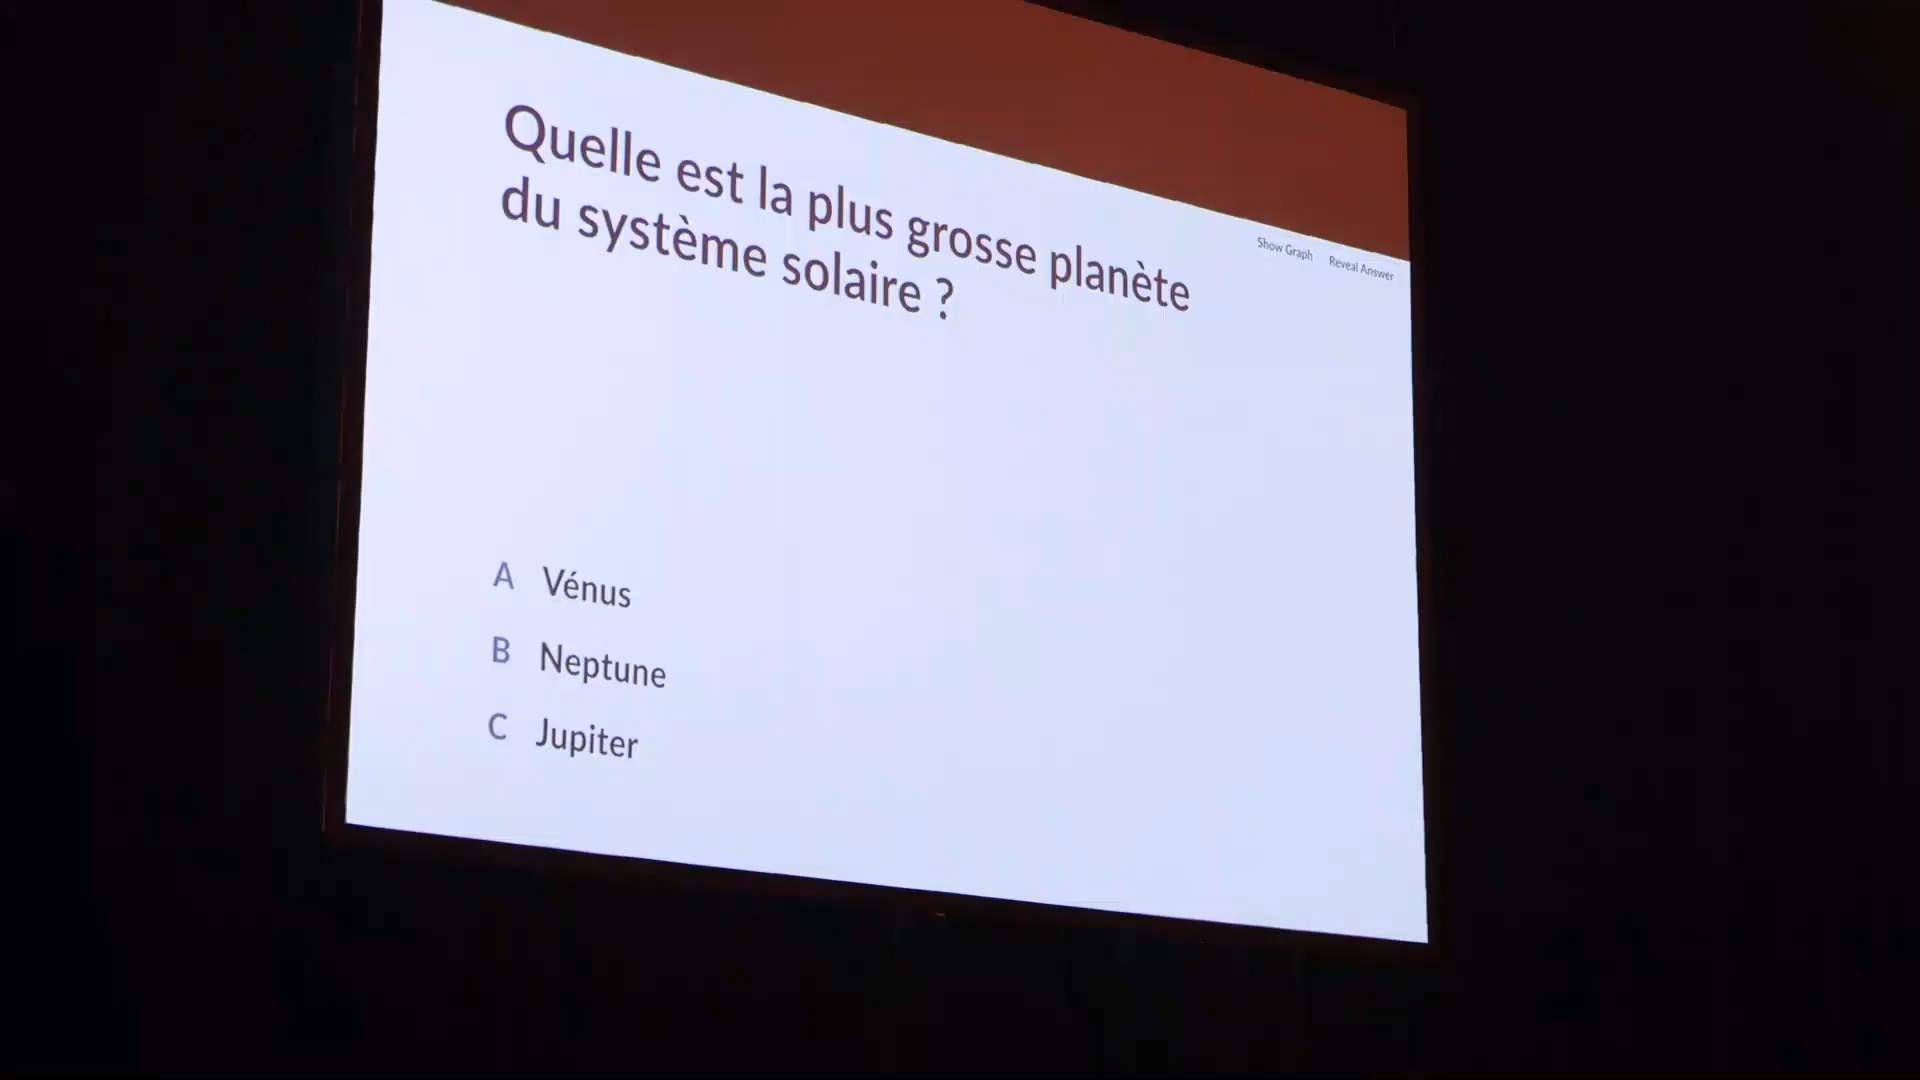 Quelle est la plus grosse planète
du système solaire ?
Show Graph Reveal Answer
A Vénus
B Neptune
C Jupiter